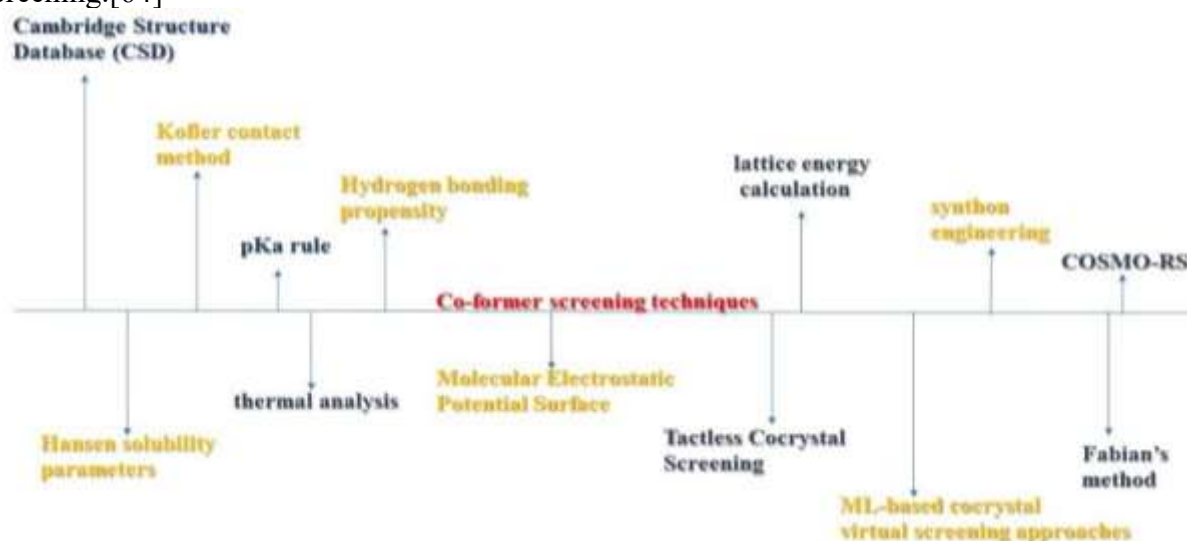 reening.[64]
Cambridge Structure
Database (CSD)
Kofler contact
method
Hydrogen bonding
propensity
pKa rule
lattice energy
calculation
synthon
engineering
COSMO-RS
Co-former screening techniques
thermal analysis
Molecular Electrostatic
Potential Surface
Hansen solubility
parameters
Tactless Cocrystal
Screening
Fabian's
method
ML-based cocrystal
virtual screening approaches